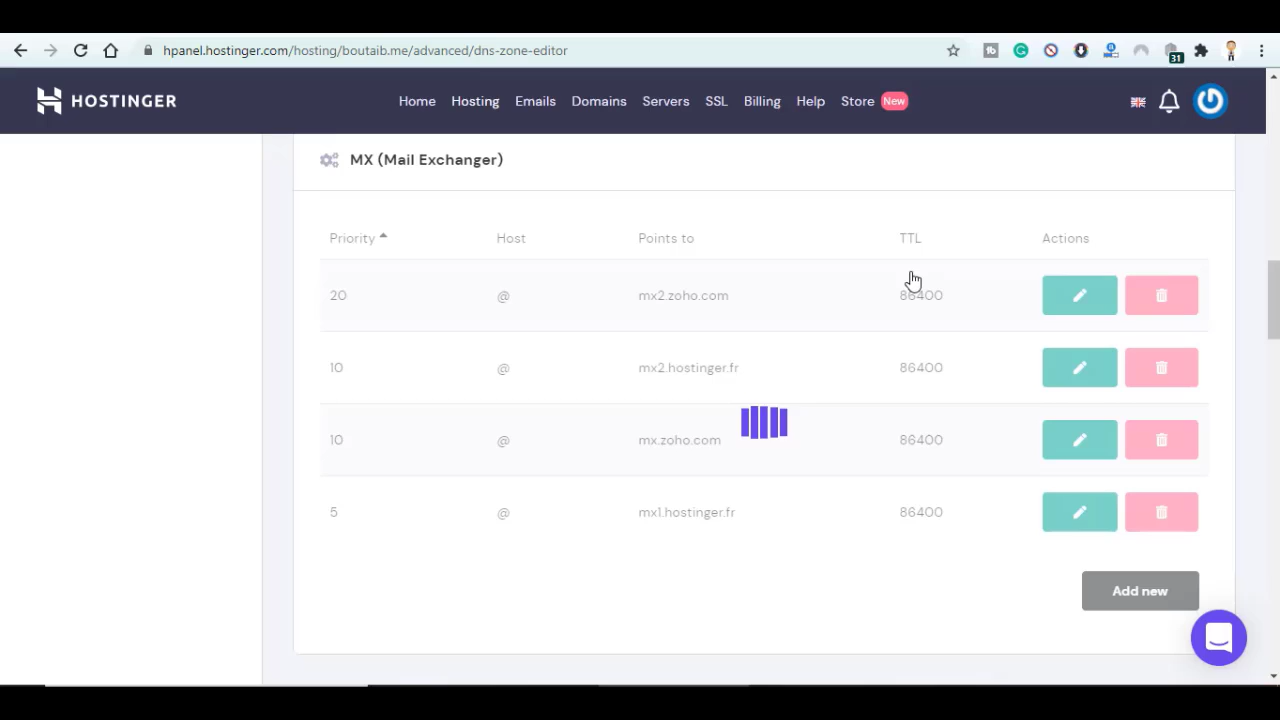 hpanel.hostinger.com/hosting/boutaib.me/advanced/dns-zone-editor
31
HOSTINGER Home Hosting Emails Domains Servers SSL Billing Help Store New
MX (Mail Exchanger)
Priority Host Points to TTL Actions
20 @ mx2.zoho.com 86400
10 @ mx2.hostinger.fr 86400
10 @ mx.zoho.com 86400
5 @ mx1.hostinger.fr 86400
Add new